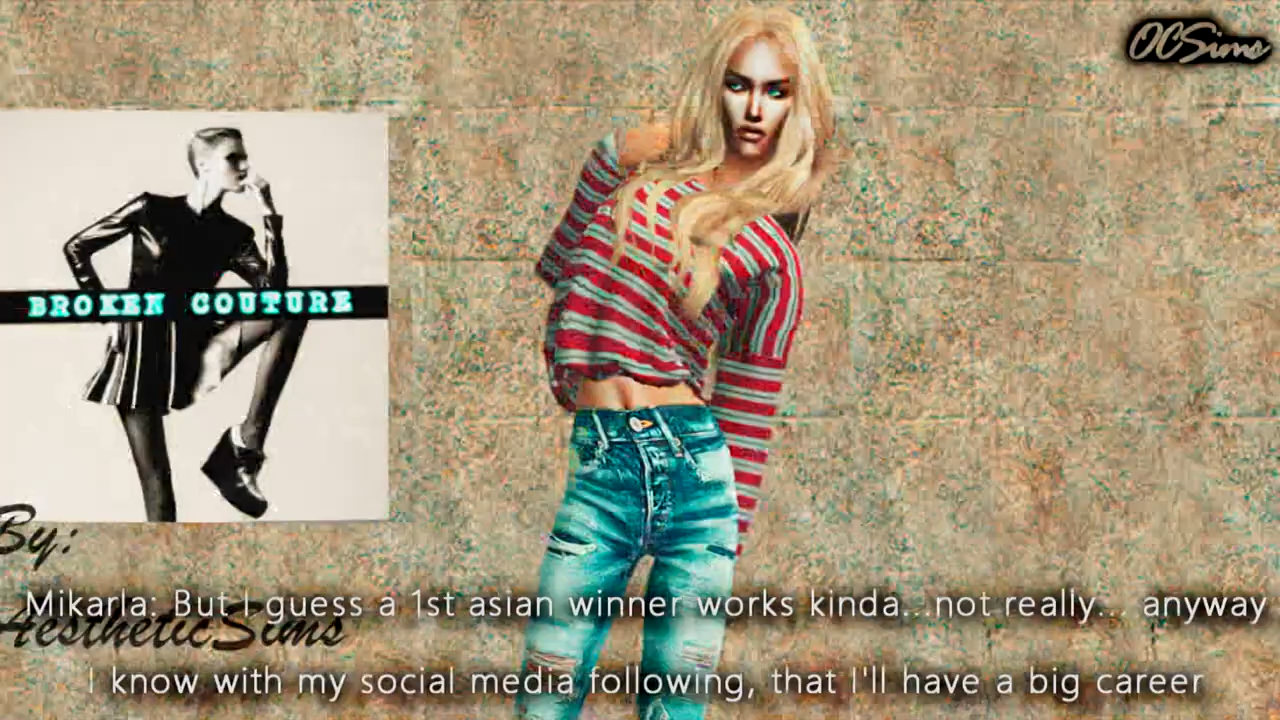 OCSims
BROKEN COUTURE
By:
AestheticSims
Mikarla: But I guess a 1st asian winner works kinda...not really... anyway
I know with my social media following, that I'll have a big career